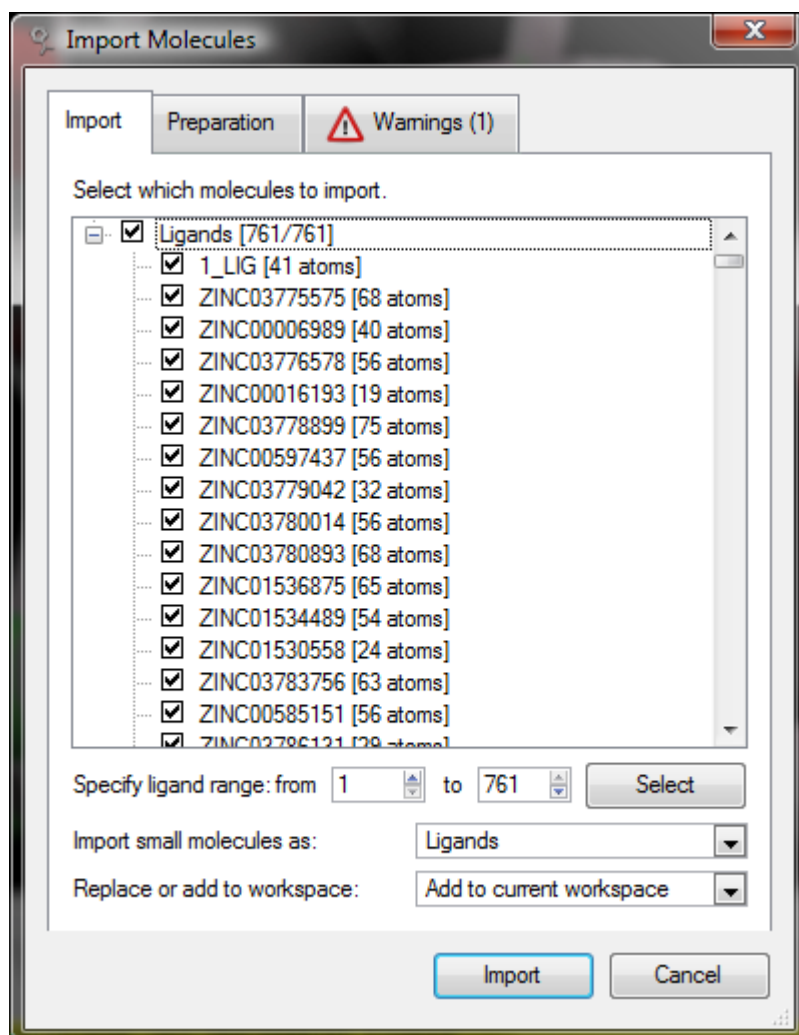 Import Molecules
Import Preparation Warnings (1)
Select which molecules to import.
Ligands [761/761]
1_LIG [41 atoms]
ZINC03775575 [68 atoms]
ZINC00006989 [40 atoms]
ZINC03776578 [56 atoms]
ZINC00016193 [19 atoms]
ZINC03778899 [75 atoms]
ZINC00597437 [56 atoms]
ZINC03779042 [32 atoms]
ZINC03780014 [56 atoms]
ZINC03780893 [68 atoms]
ZINC01536875 [65 atoms]
ZINC01534489 [54 atoms]
ZINC01530558 [24 atoms]
ZINC03783756 [63 atoms]
ZINC00585151 [56 atoms]
ZINC03786131 [29 atoms]
Specify ligand range: from 1 to 761 Select
Import small molecules as: Ligands
Replace or add to workspace: Add to current workspace
Import Cancel